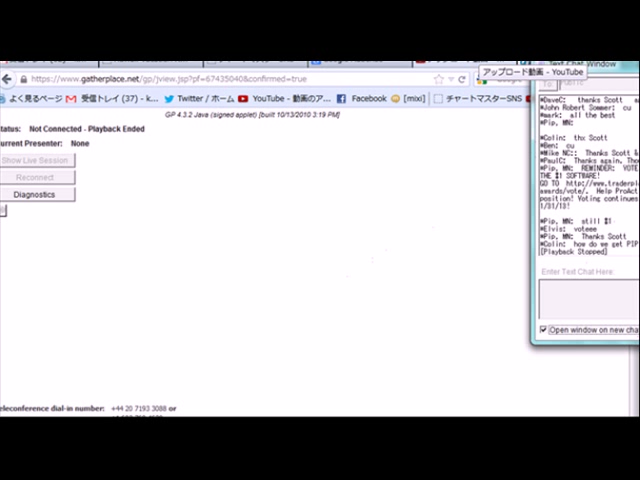 Text Chat Window
https://www.gatherplace.net/gp/jview.jsp?pf=67435040&confirmed=true
アップロード動画 - YouTube
よく見るページ
受信トレイ (37) - k...
Twitter / ホーム
YouTube - 動画のア...
Facebook
[mixi]
チャートマスターSNS
GP 4.3.2 Java (signed applet) [built 10/13/2010 3:19 PM]
tatus: Not Connected - Playback Ended
urrent Presenter: None
Show Live Session
Reconnect
Diagnostics
*DaveC: thanks Scott
*John Robert Sommer: cu
*mark: all the best
*Pip, MN:
*Colin: thx Scott
*Ben: cu
*Mike NC:: Thanks Scott &
*PaulC: Thanks again,
*Pip, MN: REMINDER: VOTE
THE #1 SOFTWARE!
GO TO http://www.traderpla
awards/vote/. Help ProAct
position! Voting continues
1/31/13!
*Pip, MN: still #1
*Elvis: voteee
*Pip, MN: Thanks Scott
*Colin: how do we get PIP
[Playback Stopped]
Enter Text Chat Here:
Open window on new cha
eleconference dial-in number: +44 20 7193 3088 or